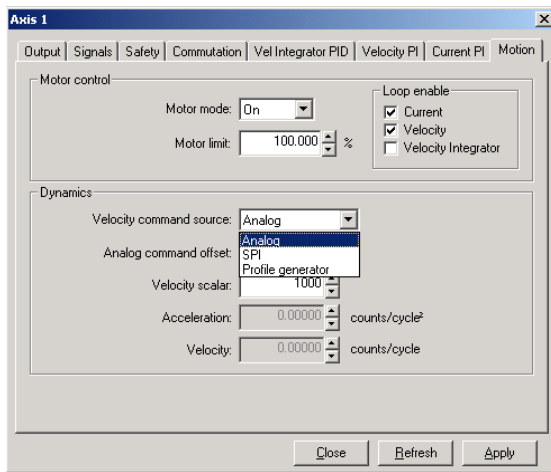 Axis 1
Output Signals Safety Commutation Vel Integrator PID Velocity PI Current PI Motion
Motor control
Motor mode: On
Motor limit: 100.000 %
Loop enable
Current
Velocity
Velocity Integrator
Dynamics
Velocity command source: Analog
Analog
Analog command offset:
SPI
Profile generator
Velocity scalar: 1000
Acceleration: 0.00000 counts/cycle²
Velocity: 0.00000 counts/cycle
Close Refresh Apply